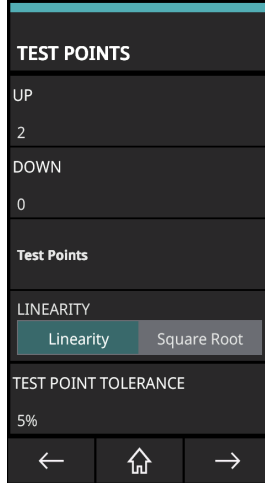 TEST POINTS
UP
2
DOWN
0
Test Points
LINEARITY
Linearity Square Root
TEST POINT TOLERANCE
5%